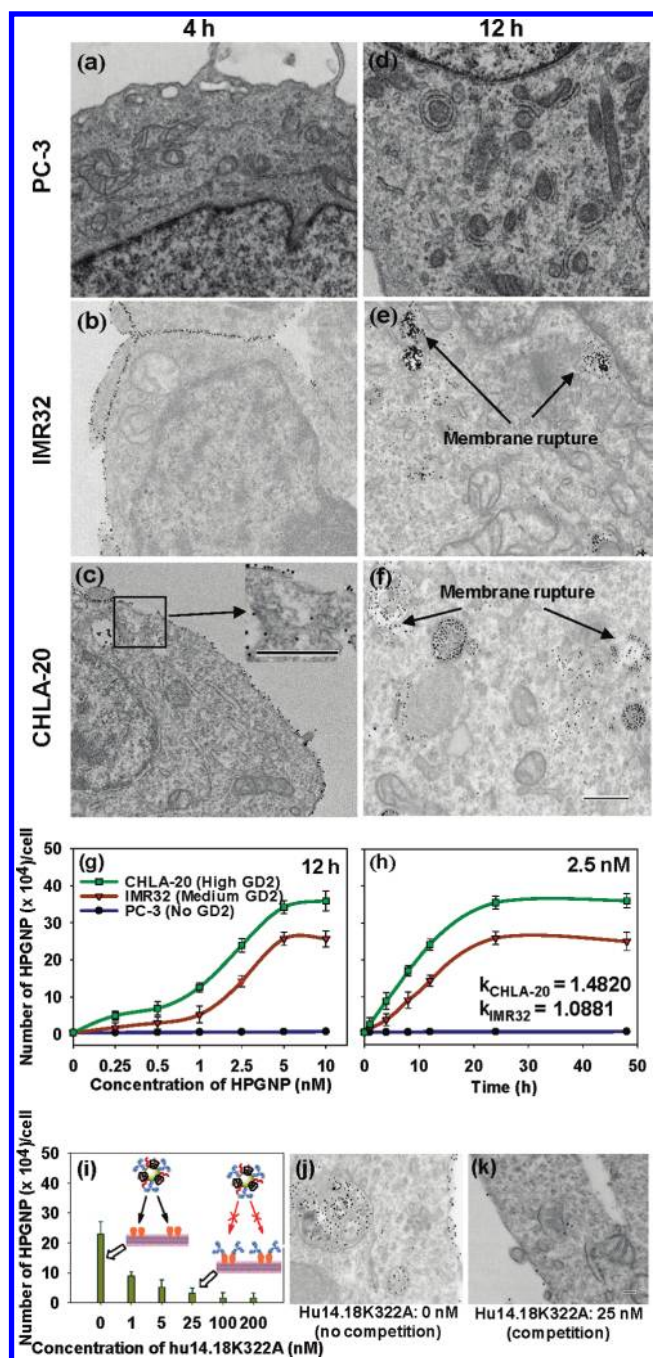 4 h
12 h
PC-3
(a)
(d)
IMR32
(b)
(e)
Membrane rupture
CHLA-20
(c)
(f)
Membrane rupture
Number of HPGNP (x 10⁴)/cell
(g)
12 h
CHLA-20 (High GD2)
IMR32 (Medium GD2)
PC-3 (No GD2)
50
40
30
20
10
0
0 0.25 0.5 1 2.5 5 10
Concentration of HPGNP (nM)
(h)
2.5 nM
k CHLA-20 = 1.4820
k IMR32 = 1.0881
0 10 20 30 40 50
Time (h)
Number of HPGNP (x 10⁴)/cell
(i)
50
40
30
20
10
0
0 1 5 25 100 200
Concentration of hu14.18K322A (nM)
(j)
Hu14.18K322A: 0 nM
(no competition)
(k)
Hu14.18K322A: 25 nM
(competition)